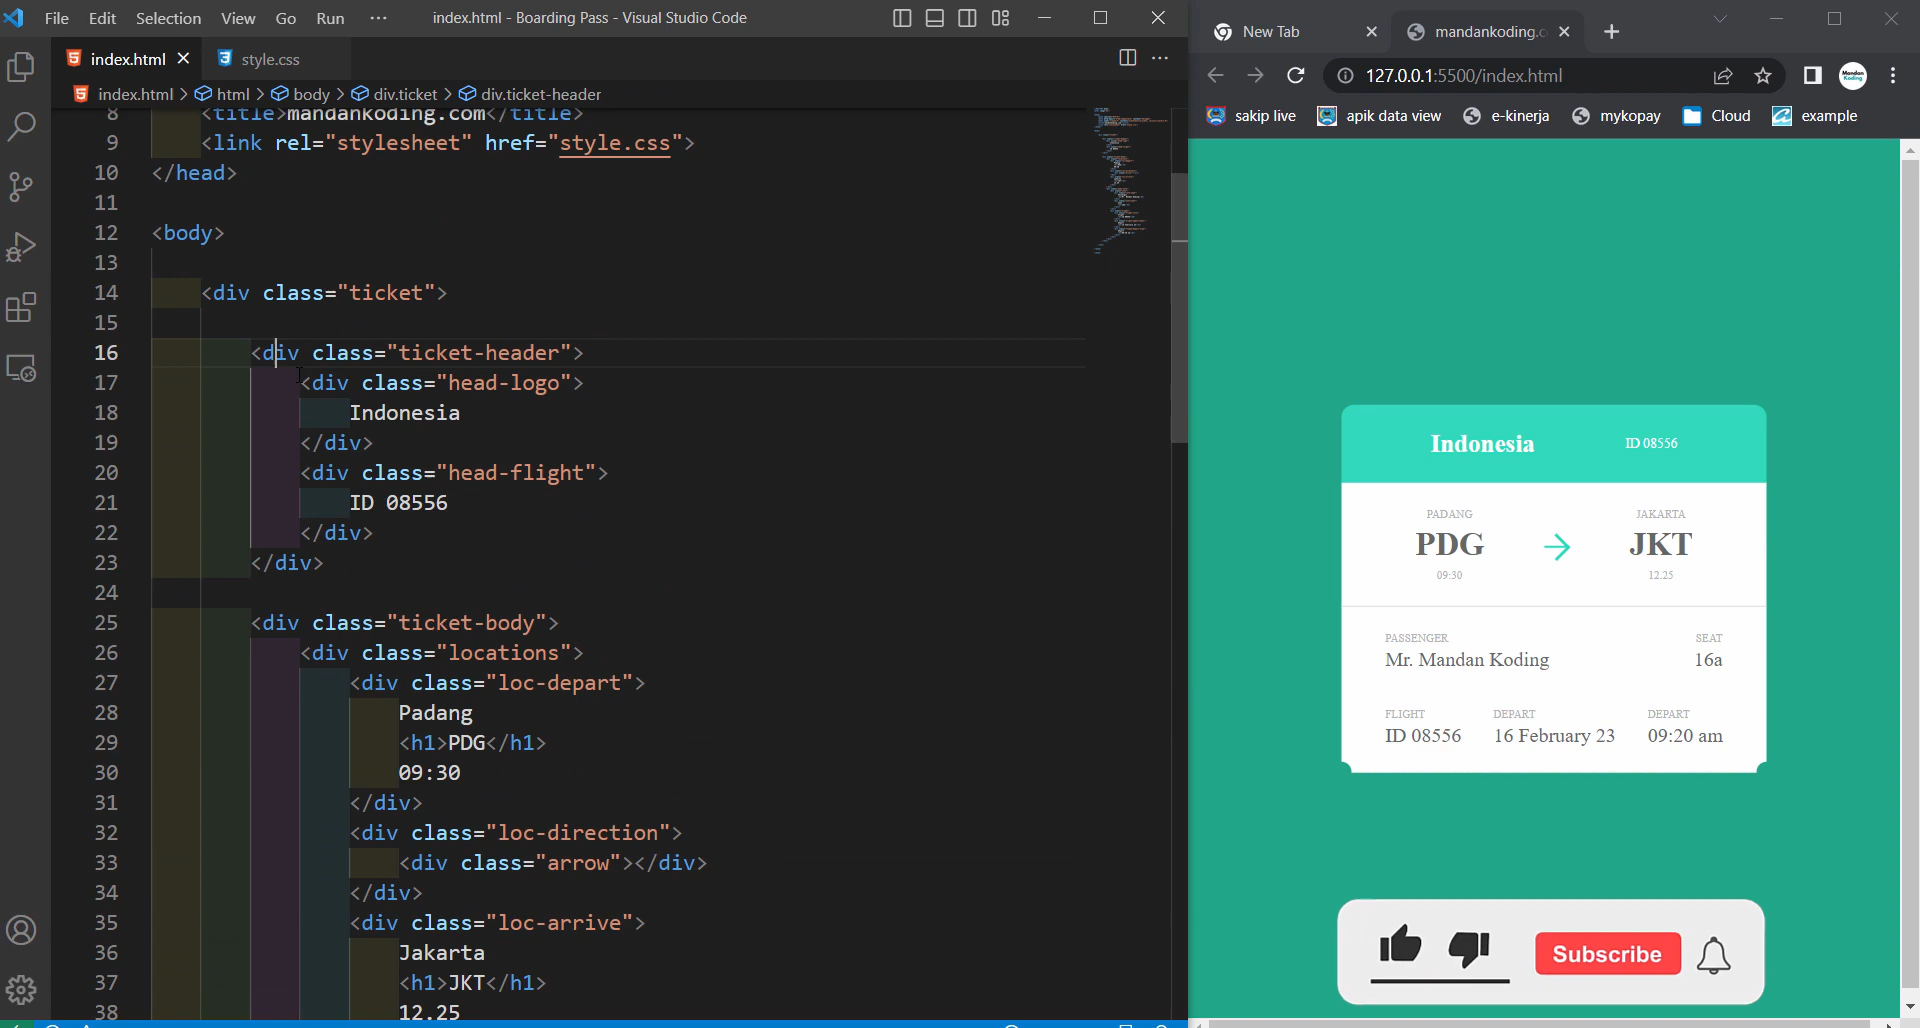 File Edit Selection View Go Run ··· index.html - Boarding Pass - Visual Studio Code
index.html style.css
index.html > html > body > div.ticket > div.ticket-header
8 <title>mandankoding.com</title>
9 <link rel="stylesheet" href="style.css">
10 </head>
11
12 <body>
13
14 <div class="ticket">
15
16 <div class="ticket-header">
17 <div class="head-logo">
18 Indonesia
19 </div>
20 <div class="head-flight">
21 ID 08556
22 </div>
23 </div>
24
25 <div class="ticket-body">
26 <div class="locations">
27 <div class="loc-depart">
28 Padang
29 <h1>PDG</h1>
30 09:30
31 </div>
32 <div class="loc-direction">
33 <div class="arrow"></div>
34 </div>
35 <div class="loc-arrive">
36 Jakarta
37 <h1>JKT</h1>
38 12.25
New Tab mandankoding.c
127.0.0.1:5500/index.html
Mandan
Koding
sakip live apik data view e-kinerja mykopay Cloud example
Indonesia ID 08556
PADANG JAKARTA
PDG JKT
09:30 12.25
PASSENGER SEAT
Mr. Mandan Koding 16a
FLIGHT DEPART DEPART
ID 08556 16 February 23 09:20 am
Subscribe